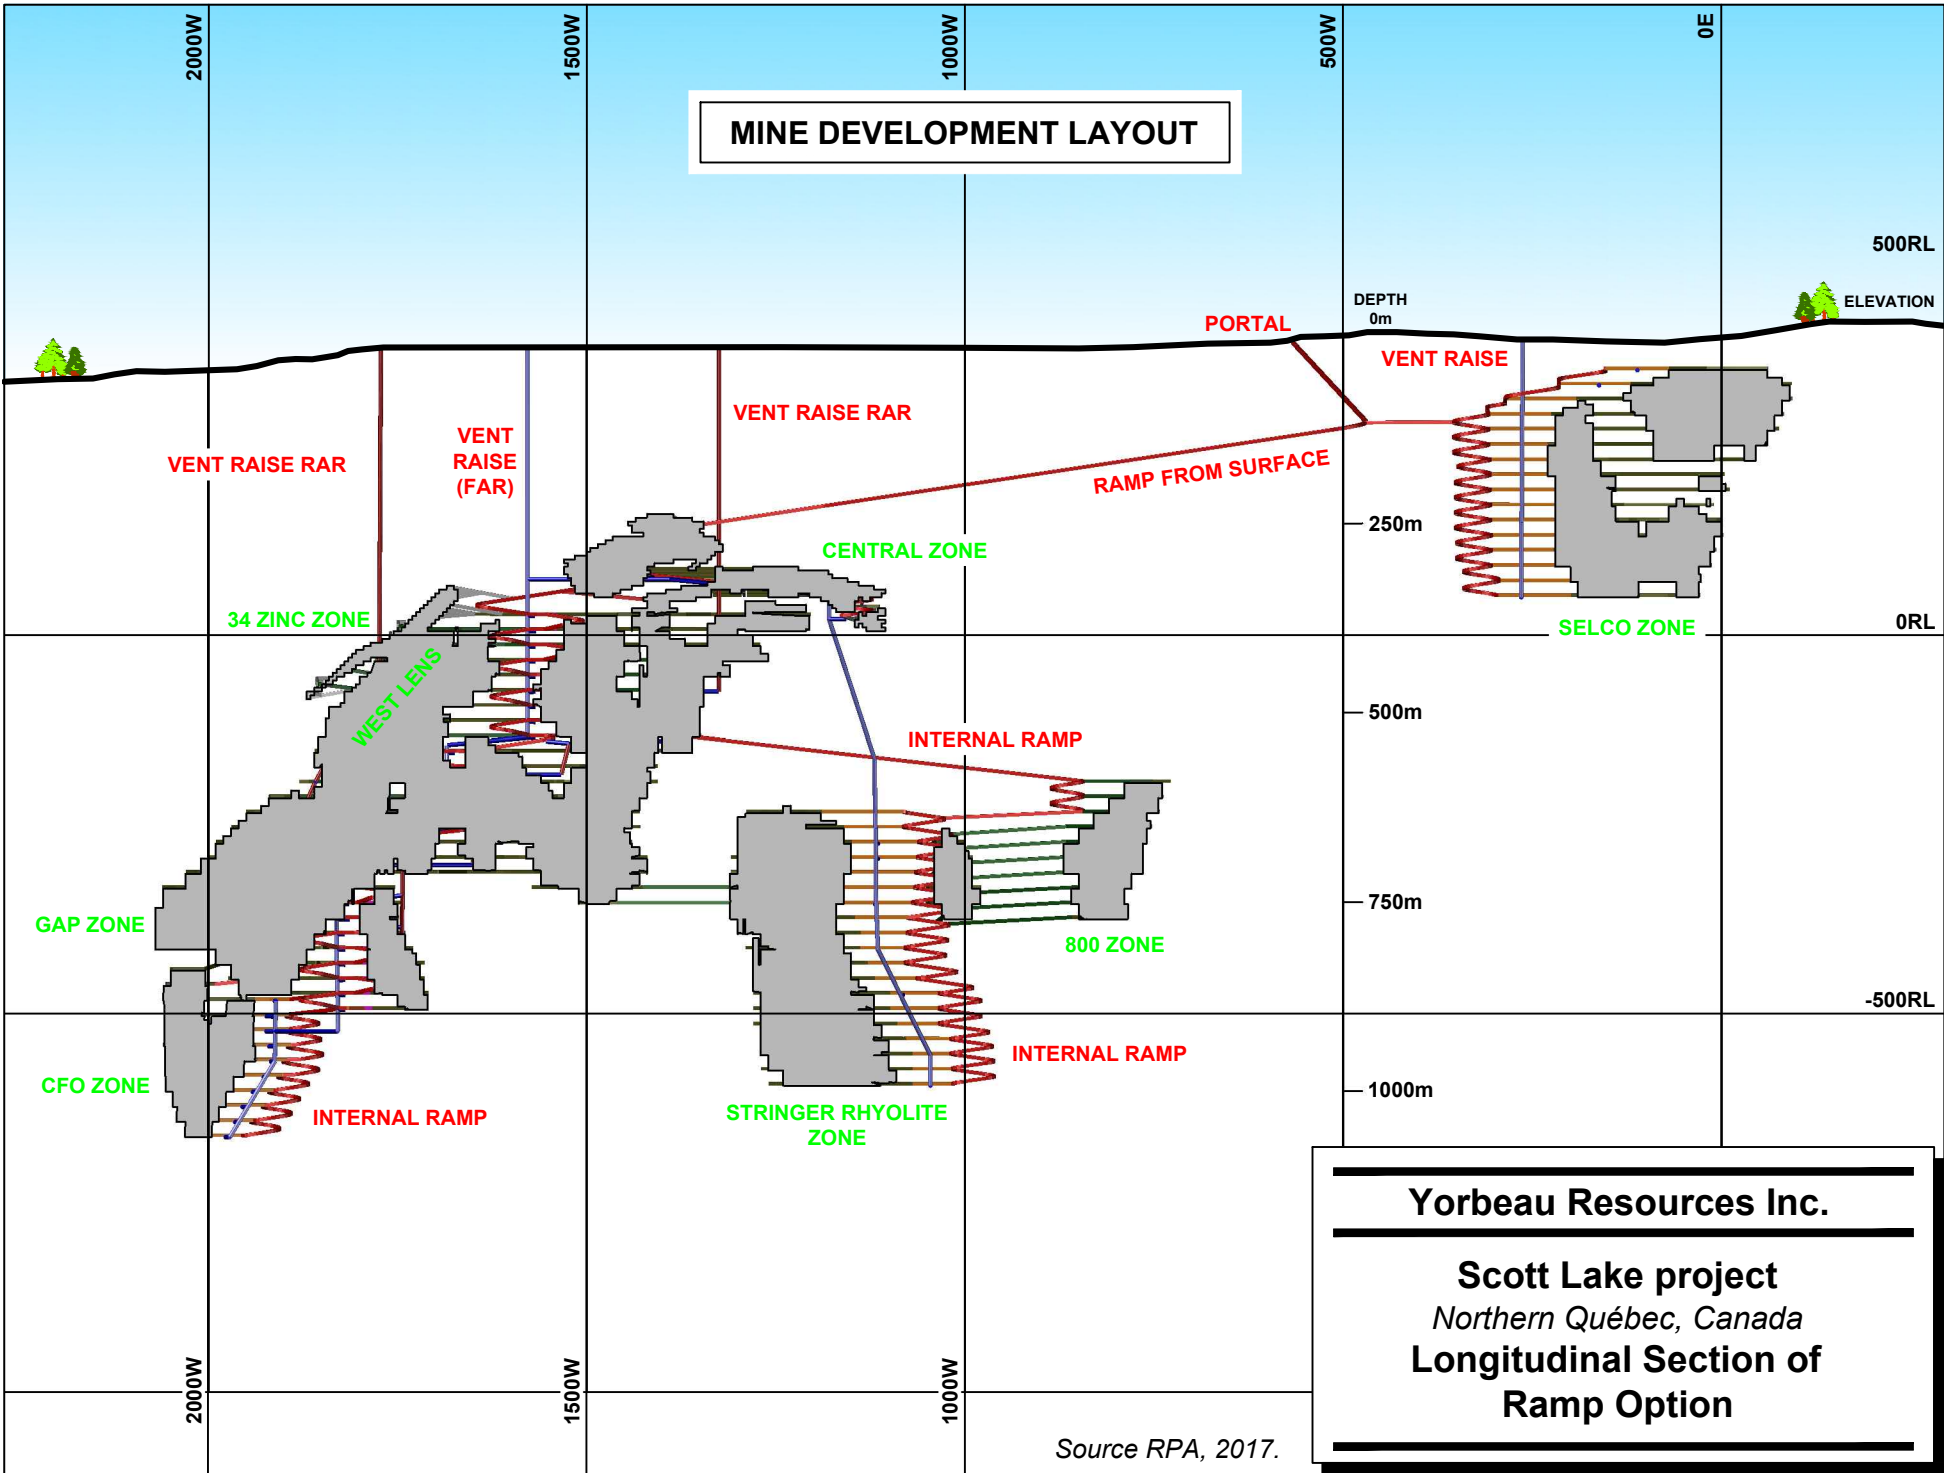 2000W
1500W
1000W
500W
0E
MINE DEVELOPMENT LAYOUT
500RL
DEPTH
0m
ELEVATION
PORTAL
VENT RAISE
VENT RAISE RAR
VENT
RAISE
(FAR)
VENT RAISE RAR
RAMP FROM SURFACE
250m
CENTRAL ZONE
34 ZINC ZONE
0RL
SELCO ZONE
WEST LENS
500m
INTERNAL RAMP
750m
GAP ZONE
800 ZONE
-500RL
INTERNAL RAMP
CFO ZONE
1000m
INTERNAL RAMP
STRINGER RHYOLITE
ZONE
Yorbeau Resources Inc.
Scott Lake project
Northern Québec, Canada
Longitudinal Section of
Ramp Option
2000W
1500W
1000W
Source RPA, 2017.